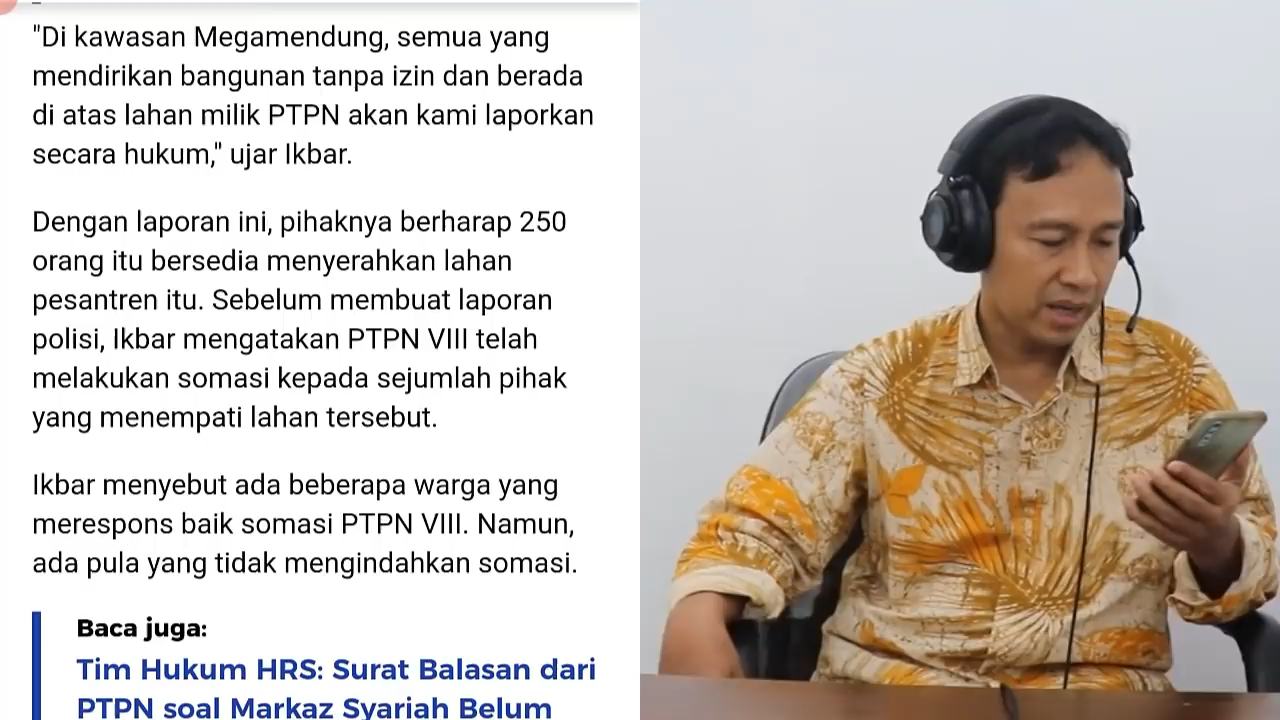 "Di kawasan Megamendung, semua yang
mendirikan bangunan tanpa izin dan berada
di atas lahan milik PTPN akan kami laporkan
secara hukum," ujar Ikbar.
Dengan laporan ini, pihaknya berharap 250
orang itu bersedia menyerahkan lahan
pesantren itu. Sebelum membuat laporan
polisi, Ikbar mengatakan PTPN VIII telah
melakukan somasi kepada sejumlah pihak
yang menempati lahan tersebut.
Ikbar menyebut ada beberapa warga yang
merespons baik somasi PTPN VIII. Namun,
ada pula yang tidak mengindahkan somasi.
Baca juga:
Tim Hukum HRS: Surat Balasan dari
PTPN soal Markaz Syariah Belum